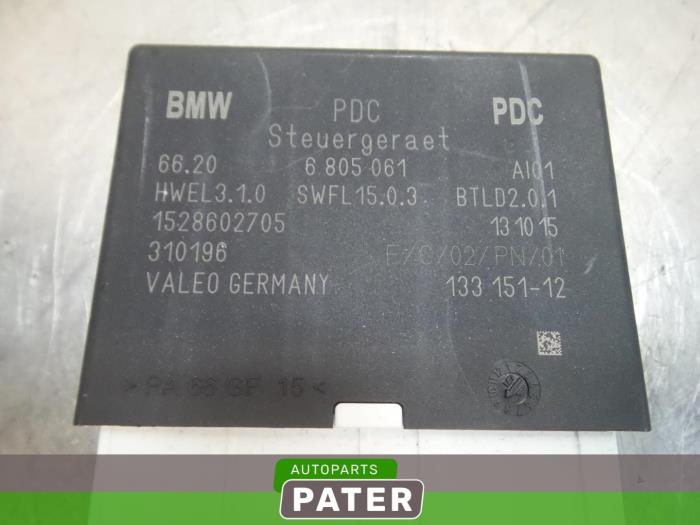 BMW PDC PDC
Steuergeraet
66.20 6 805 061 AI01
HWEL3.1.0 SWFL15.0.3 BTLD2.0.1
1528602705 13 10 15
310196 E/C/02/PN/01
VALEO GERMANY 133 151-12
> PA 66 GF 15 <
AUTOPARTS
PATER